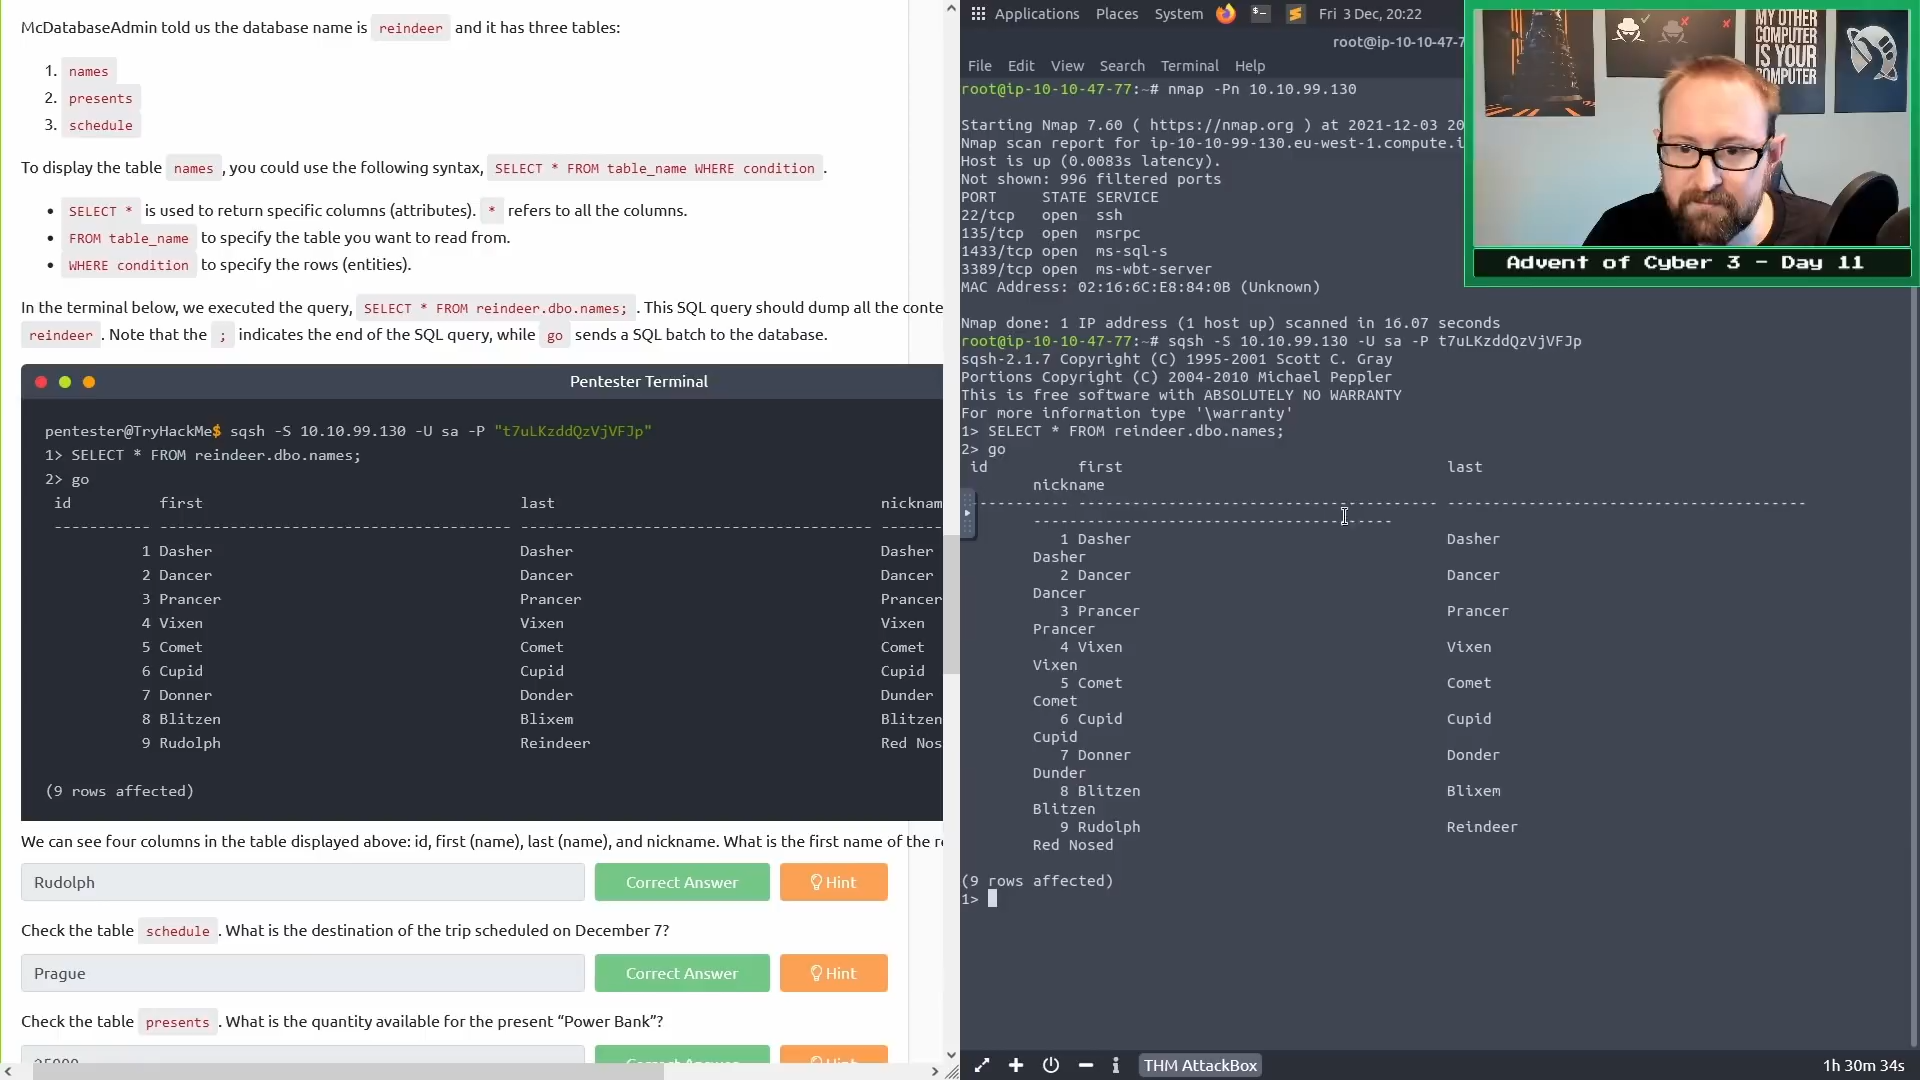 McDatabaseAdmin told us the database name is reindeer and it has three tables:
1. names
2. presents
3. schedule
To display the table names , you could use the following syntax, SELECT * FROM table_name WHERE condition .
• SELECT * is used to return specific columns (attributes). * refers to all the columns.
• FROM table_name to specify the table you want to read from.
• WHERE condition to specify the rows (entities).
In the terminal below, we executed the query, SELECT * FROM reindeer.dbo.names; . This SQL query should dump all the conte
reindeer . Note that the ; indicates the end of the SQL query, while go sends a SQL batch to the database.
Pentester Terminal
pentester@TryHackMe$ sqsh -S 10.10.99.130 -U sa -P "t7uLKzddQzVjVFJp"
1> SELECT * FROM reindeer.dbo.names;
2> go
id first last nicknam
----------- ---------------------------------------- ---------------------------------------- -------
1 Dasher Dasher Dasher
2 Dancer Dancer Dancer
3 Prancer Prancer Prancer
4 Vixen Vixen Vixen
5 Comet Comet Comet
6 Cupid Cupid Cupid
7 Donner Donder Dunder
8 Blitzen Blixem Blitzen
9 Rudolph Reindeer Red Nos
(9 rows affected)
We can see four columns in the table displayed above: id, first (name), last (name), and nickname. What is the first name of the r
Rudolph Correct Answer Hint
Check the table schedule . What is the destination of the trip scheduled on December 7?
Prague Correct Answer Hint
Check the table presents . What is the quantity available for the present “Power Bank”?
25000 Correct Answer Hint
Applications Places System Fri 3 Dec, 20:22
root@ip-10-10-47-7
File Edit View Search Terminal Help
root@ip-10-10-47-77:~# nmap -Pn 10.10.99.130
Starting Nmap 7.60 ( https://nmap.org ) at 2021-12-03 20
Nmap scan report for ip-10-10-99-130.eu-west-1.compute.i
Host is up (0.0083s latency).
Not shown: 996 filtered ports
PORT STATE SERVICE
22/tcp open ssh
135/tcp open msrpc
1433/tcp open ms-sql-s
3389/tcp open ms-wbt-server
MAC Address: 02:16:6C:E8:84:0B (Unknown)
Nmap done: 1 IP address (1 host up) scanned in 16.07 seconds
root@ip-10-10-47-77:~# sqsh -S 10.10.99.130 -U sa -P t7uLKzddQzVjVFJp
sqsh-2.1.7 Copyright (C) 1995-2001 Scott C. Gray
Portions Copyright (C) 2004-2010 Michael Peppler
This is free software with ABSOLUTELY NO WARRANTY
For more information type '\warranty'
1> SELECT * FROM reindeer.dbo.names;
2> go
id first last
nickname
----------- ---------------------------------------- ----------------------------------------
----------------------------------------
1 Dasher Dasher
Dasher
2 Dancer Dancer
Dancer
3 Prancer Prancer
Prancer
4 Vixen Vixen
Vixen
5 Comet Comet
Comet
6 Cupid Cupid
Cupid
7 Donner Donder
Dunder
8 Blitzen Blixem
Blitzen
9 Rudolph Reindeer
Red Nosed
(9 rows affected)
1>
MY OTHER
COMPUTER
IS YOUR
COMPUTER
Advent of Cyber 3 - Day 11
THM AttackBox
1h 30m 34s